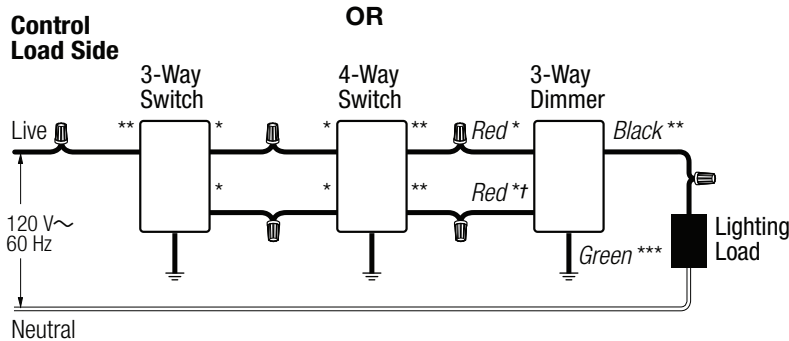 OR
Control
Load Side
3-Way
Switch
4-Way
Switch
3-Way
Dimmer
Live
**
*
*
**
Red *
Black **
*
*
**
Red *†
120 V~
60 Hz
Green ***
Lighting
Load
Neutral